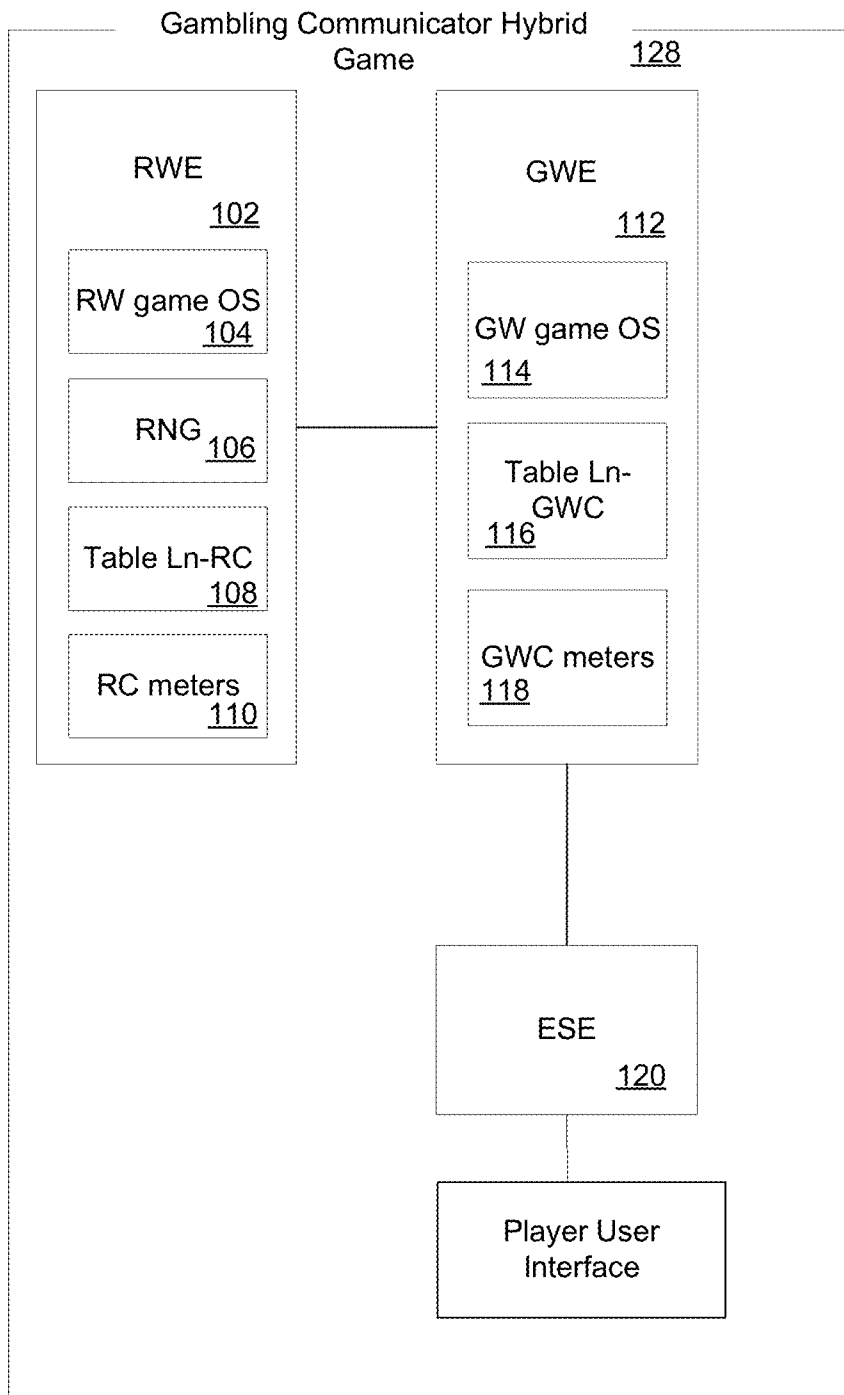 Gambling Communicator Hybrid
Game
128
RWE
102
RW game OS
104
RNG
106
Table Ln-RC
108
RC meters
110
GWE
112
GW game OS
114
Table Ln-
GWC
116
GWC meters
118
ESE
120
Player User
Interface